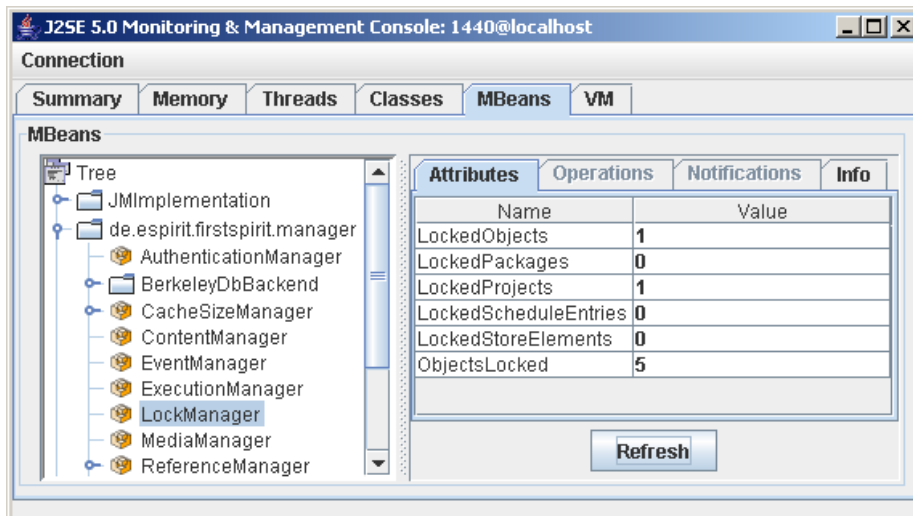 J2SE 5.0 Monitoring & Management Console: 1440@localhost
Connection
Summary Memory Threads Classes MBeans VM
MBeans
Tree
JMImplementation
de.espirit.firstspirit.manager
AuthenticationManager
BerkeleyDbBackend
CacheSizeManager
ContentManager
EventManager
ExecutionManager
LockManager
MediaManager
ReferenceManager
Attributes Operations Notifications Info
Name Value
LockedObjects 1
LockedPackages 0
LockedProjects 1
LockedScheduleEntries 0
LockedStoreElements 0
ObjectsLocked 5
Refresh